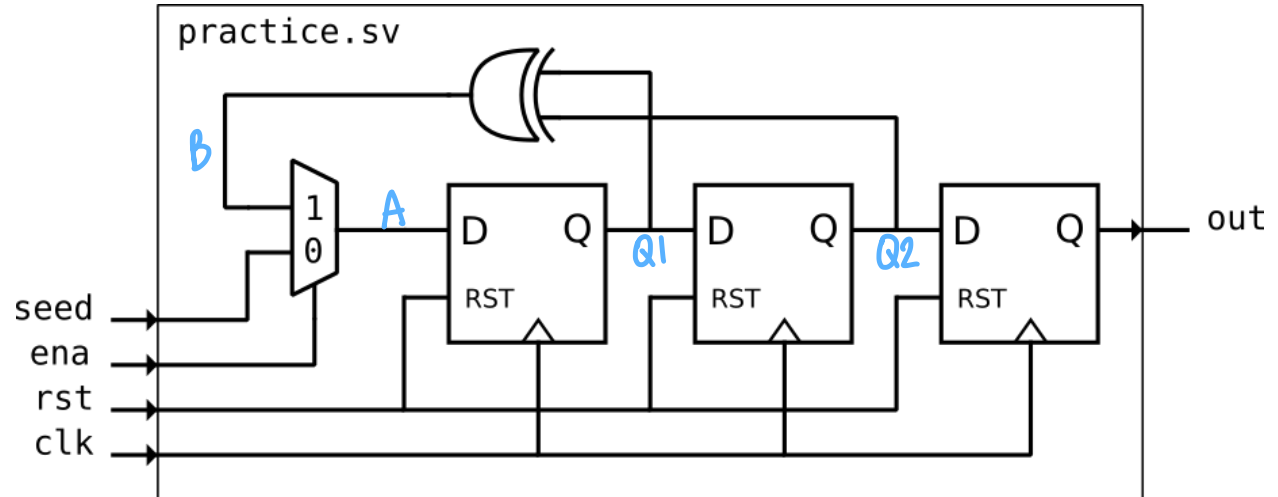 practice.sv
B
1
0
A
D
Q
RST
Q1
D
Q
RST
Q2
D
Q
RST
out
seed
ena
rst
clk